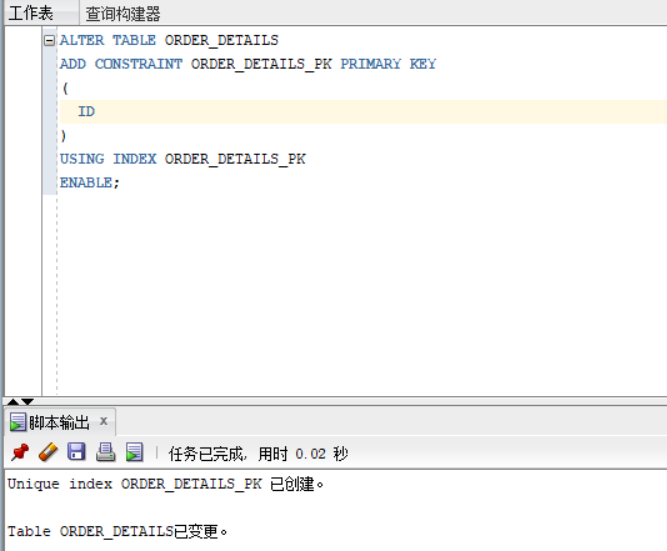 工作表 查询构建器
ALTER TABLE ORDER_DETAILS
ADD CONSTRAINT ORDER_DETAILS_PK PRIMARY KEY
(
ID
)
USING INDEX ORDER_DETAILS_PK
ENABLE;
脚本输出 x
任务已完成, 用时 0.02 秒
Unique index ORDER_DETAILS_PK 已创建。
Table ORDER_DETAILS已变更。